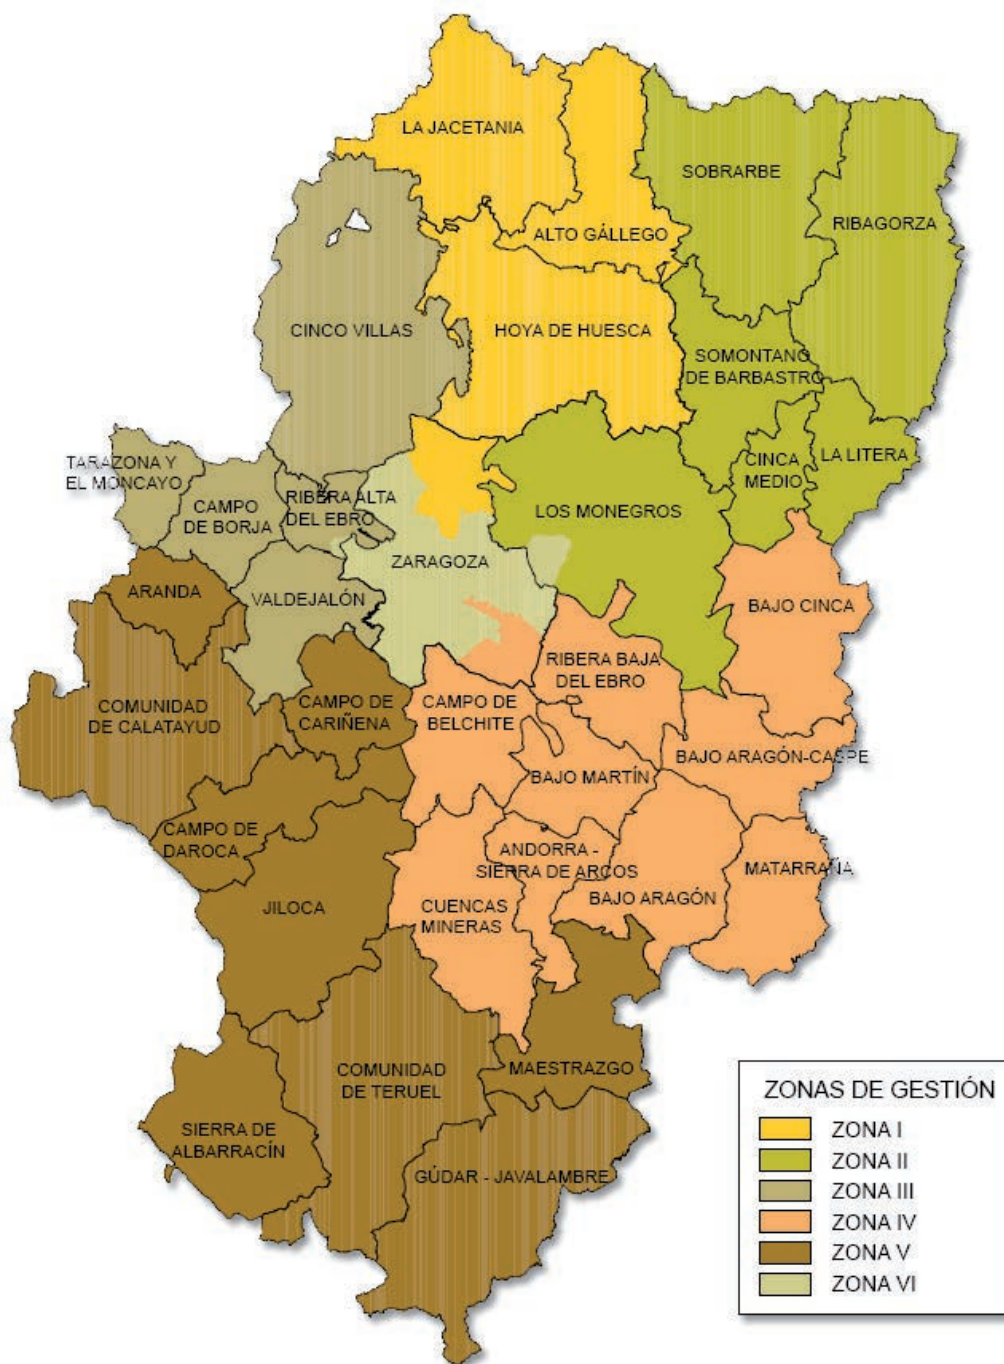 LA JACETANIA
SOBRARBE
RIBAGORZA
ALTO GÁLLEGO
CINCO VILLAS
HOYA DE HUESCA
SOMONTANO
DE BARBASTRO
TARAZONA Y
EL MONCAYO
CAMPO
DE BORJA
RIBERA ALTA
DEL EBRO
CINCA
MEDIO
LA LITERA
LOS MONEGROS
ZARAGOZA
ARANDA
VALDEJALÓN
BAJO CINCA
RIBERA BAJA
DEL EBRO
COMUNIDAD
DE CALATAYUD
CAMPO DE
CARIÑENA
CAMPO DE
BELCHITE
BAJO ARAGÓN-CASPE
BAJO MARTÍN
CAMPO DE
DAROCA
ANDORRA -
SIERRA DE ARCOS
MATARRAÑA
BAJO ARAGÓN
JILOCA
CUENCAS
MINERAS
COMUNIDAD
DE TERUEL
MAESTRAZGO
SIERRA DE
ALBARRACÍN
GÚDAR - JAVALAMBRE
ZONAS DE GESTIÓN
ZONA I
ZONA II
ZONA III
ZONA IV
ZONA V
ZONA VI